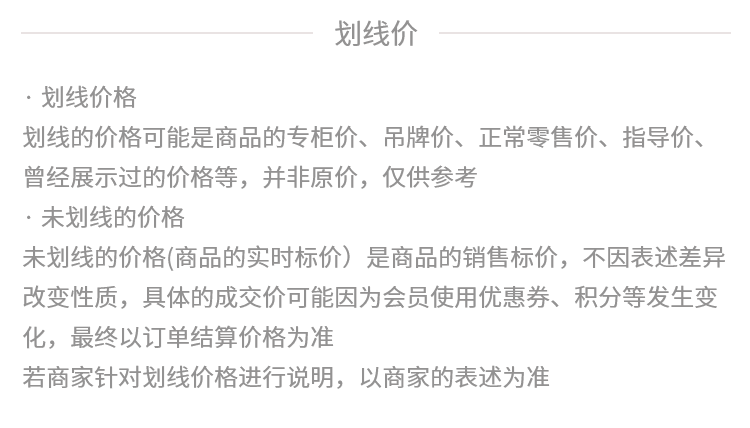 划线价
· 划线价格
划线的价格可能是商品的专柜价、吊牌价、正常零售价、指导价、
曾经展示过的价格等，并非原价，仅供参考
· 未划线的价格
未划线的价格(商品的实时标价）是商品的销售标价，不因表述差异
改变性质，具体的成交价可能因为会员使用优惠券、积分等发生变
化，最终以订单结算价格为准
若商家针对划线价格进行说明，以商家的表述为准